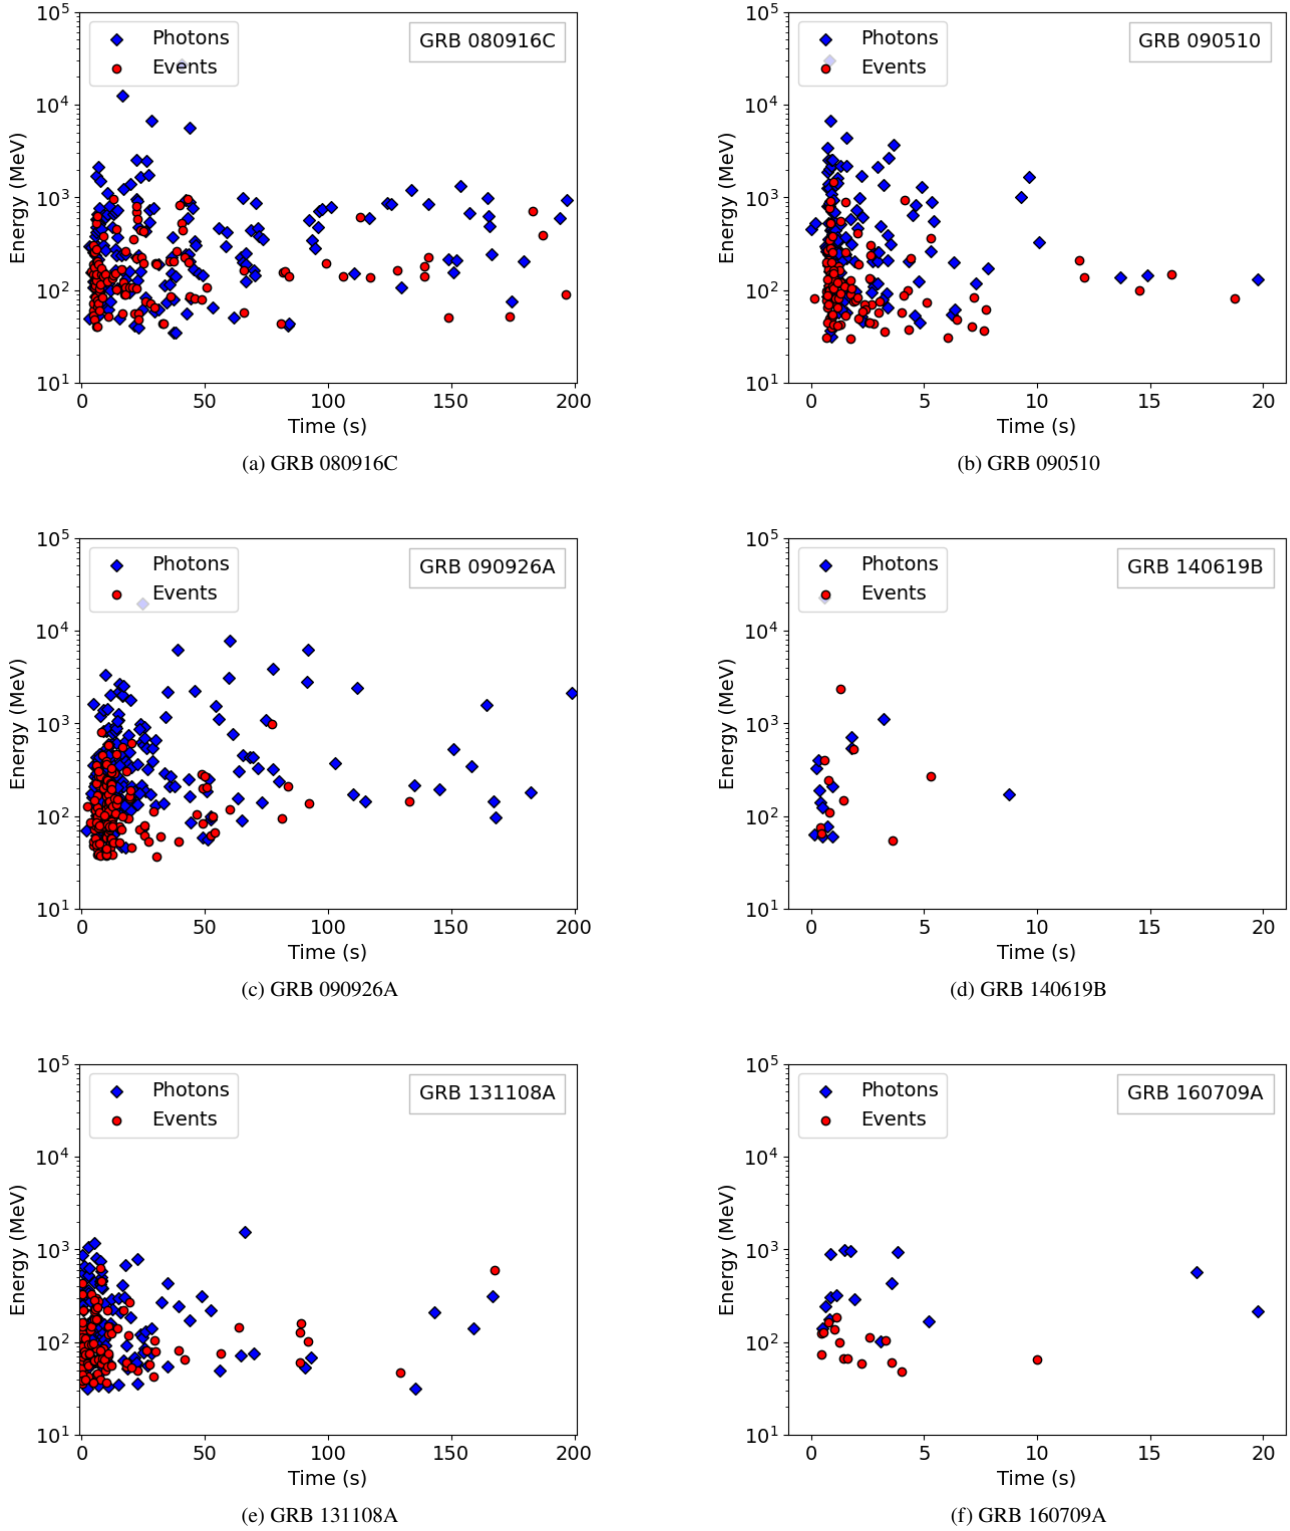 10^5
10^4
10^3
10^2
10^1
Energy (MeV)
Photons
Events
GRB 080916C
0 50 100 150 200
Time (s)
(a) GRB 080916C
10^5
10^4
10^3
10^2
10^1
Energy (MeV)
Photons
Events
GRB 090510
0 5 10 15 20
Time (s)
(b) GRB 090510
10^5
10^4
10^3
10^2
10^1
Energy (MeV)
Photons
Events
GRB 090926A
0 50 100 150 200
Time (s)
(c) GRB 090926A
10^5
10^4
10^3
10^2
10^1
Energy (MeV)
Photons
Events
GRB 140619B
0 5 10 15 20
Time (s)
(d) GRB 140619B
10^5
10^4
10^3
10^2
10^1
Energy (MeV)
Photons
Events
GRB 131108A
0 50 100 150 200
Time (s)
(e) GRB 131108A
10^5
10^4
10^3
10^2
10^1
Energy (MeV)
Photons
Events
GRB 160709A
0 5 10 15 20
Time (s)
(f) GRB 160709A